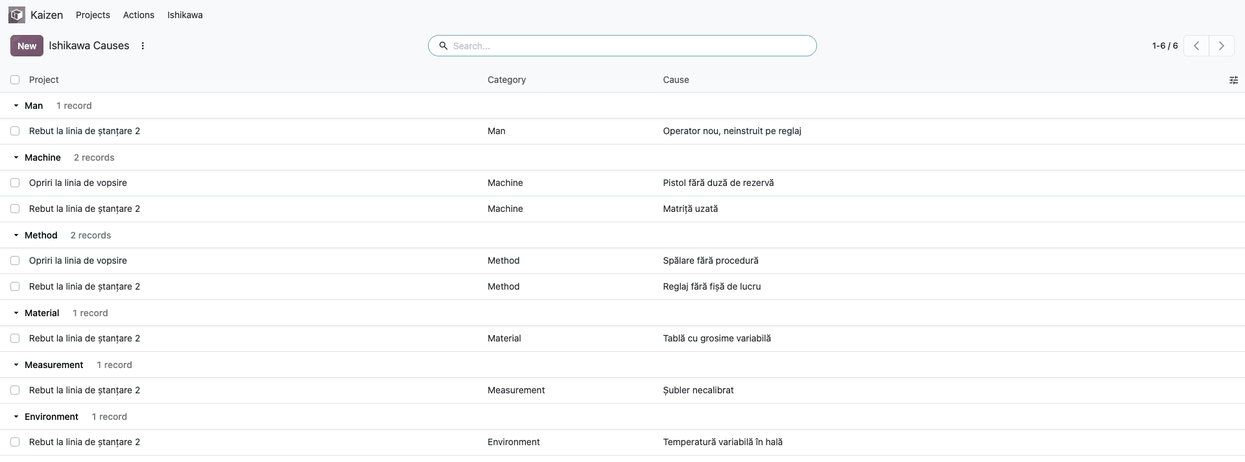 Kaizen Projects Actions Ishikawa
New Ishikawa Causes Search... 1-6 / 6
Project Category Cause
Man 1 record
Rebut la linia de ștanțare 2 Man Operator nou, neinstruit pe reglaj
Machine 2 records
Opriri la linia de vopsire Machine Pistol fără duză de rezervă
Rebut la linia de ștanțare 2 Machine Matriță uzată
Method 2 records
Opriri la linia de vopsire Method Spălare fără procedură
Rebut la linia de ștanțare 2 Method Reglaj fără fișă de lucru
Material 1 record
Rebut la linia de ștanțare 2 Material Tablă cu grosime variabilă
Measurement 1 record
Rebut la linia de ștanțare 2 Measurement Șubler necalibrat
Environment 1 record
Rebut la linia de ștanțare 2 Environment Temperatură variabilă în hală